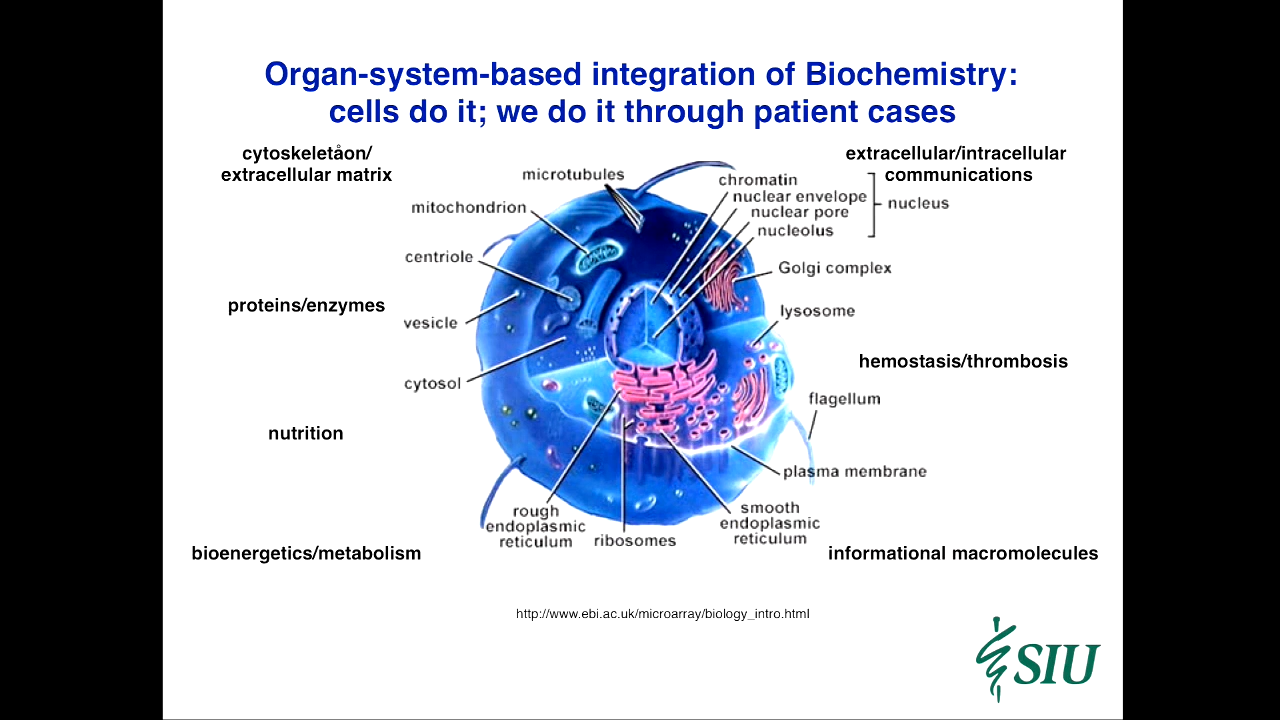 Organ-system-based integration of Biochemistry:
cells do it; we do it through patient cases
cytoskeletåon/
extracellular matrix
extracellular/intracellular
communications
microtubules
mitochondrion
centriole
vesicle
cytosol
chromatin
nuclear envelope
nuclear pore
nucleolus
nucleus
Golgi complex
lysosome
proteins/enzymes
hemostasis/thrombosis
flagellum
nutrition
plasma membrane
rough
endoplasmic
reticulum
ribosomes
smooth
endoplasmic
reticulum
bioenergetics/metabolism
informational macromolecules
http://www.ebi.ac.uk/microarray/biology_intro.html
SIU